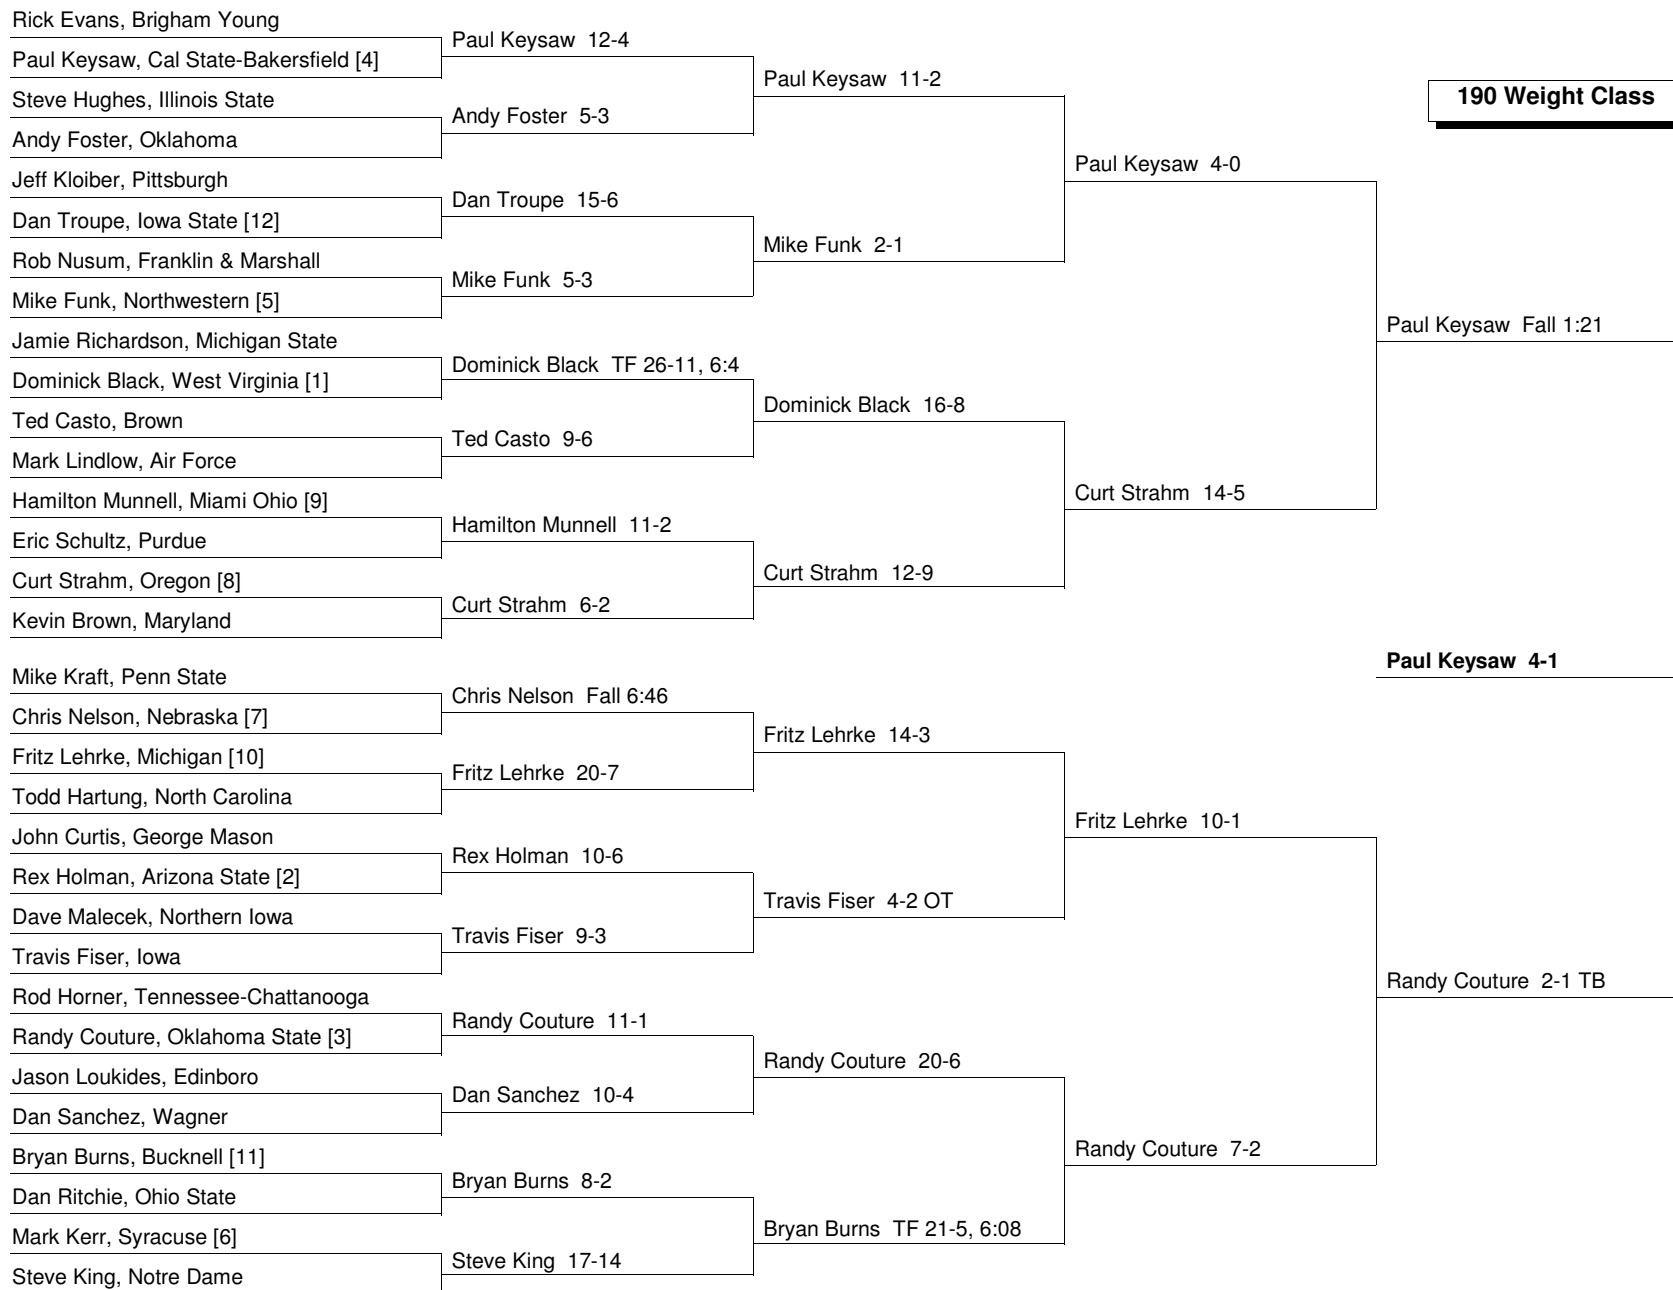 Rick Evans, Brigham Young
Paul Keysaw, Cal State-Bakersfield [4]
Steve Hughes, Illinois State
Andy Foster, Oklahoma
Jeff Kloiber, Pittsburgh
Dan Troupe, Iowa State [12]
Rob Nusum, Franklin & Marshall
Mike Funk, Northwestern [5]
Jamie Richardson, Michigan State
Dominick Black, West Virginia [1]
Ted Casto, Brown
Mark Lindlow, Air Force
Hamilton Munnell, Miami Ohio [9]
Eric Schultz, Purdue
Curt Strahm, Oregon [8]
Kevin Brown, Maryland
Mike Kraft, Penn State
Chris Nelson, Nebraska [7]
Fritz Lehrke, Michigan [10]
Todd Hartung, North Carolina
John Curtis, George Mason
Rex Holman, Arizona State [2]
Dave Malecek, Northern Iowa
Travis Fiser, Iowa
Rod Horner, Tennessee-Chattanooga
Randy Couture, Oklahoma State [3]
Jason Loukides, Edinboro
Dan Sanchez, Wagner
Bryan Burns, Bucknell [11]
Dan Ritchie, Ohio State
Mark Kerr, Syracuse [6]
Steve King, Notre Dame
Paul Keysaw 12-4
Andy Foster 5-3
Dan Troupe 15-6
Mike Funk 5-3
Dominick Black TF 26-11, 6:4
Ted Casto 9-6
Hamilton Munnell 11-2
Curt Strahm 6-2
Chris Nelson Fall 6:46
Fritz Lehrke 20-7
Rex Holman 10-6
Travis Fiser 9-3
Randy Couture 11-1
Dan Sanchez 10-4
Bryan Burns 8-2
Steve King 17-14
Paul Keysaw 11-2
Mike Funk 2-1
Dominick Black 16-8
Curt Strahm 12-9
Fritz Lehrke 14-3
Travis Fiser 4-2 OT
Randy Couture 20-6
Bryan Burns TF 21-5, 6:08
Paul Keysaw 4-0
Curt Strahm 14-5
Fritz Lehrke 10-1
Randy Couture 7-2
190 Weight Class
Paul Keysaw Fall 1:21
Paul Keysaw 4-1
Randy Couture 2-1 TB